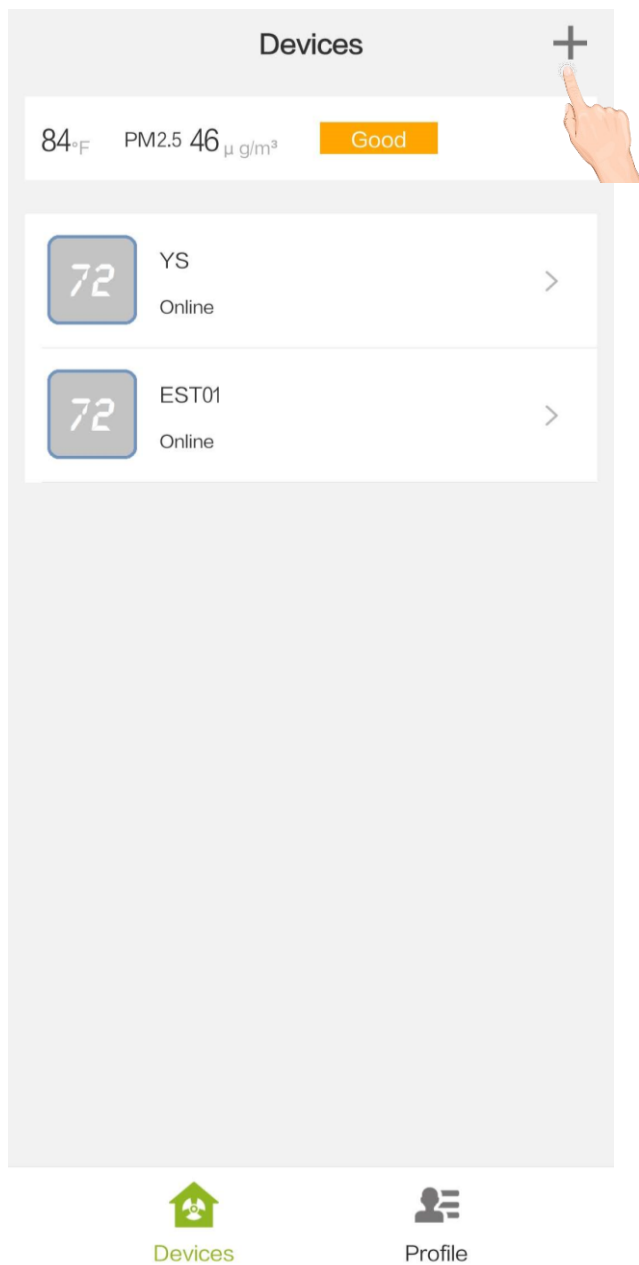 Devices
84°F PM2.5 46 μ g/m³ Good
72 YS
Online
72 EST01
Online
Devices Profile